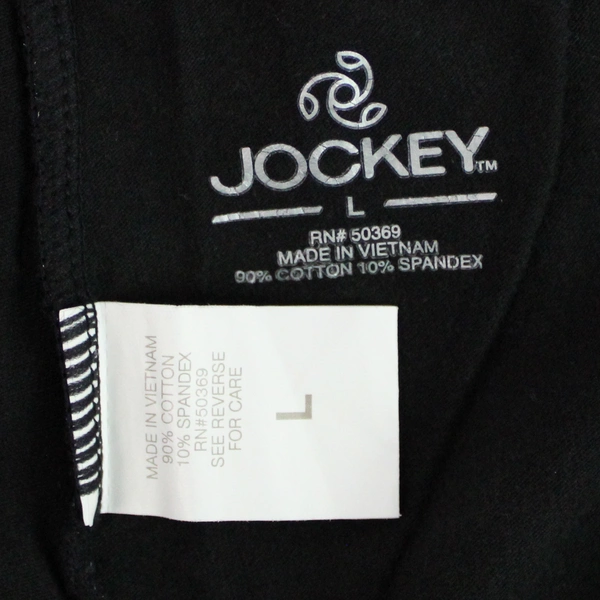 JOCKEY™
L
RN# 50369
MADE IN VIETNAM
90% COTTON 10% SPANDEX
MADE IN VIETNAM
90% COTTON
10% SPANDEX
RN#50369
SEE REVERSE
FOR CARE
L